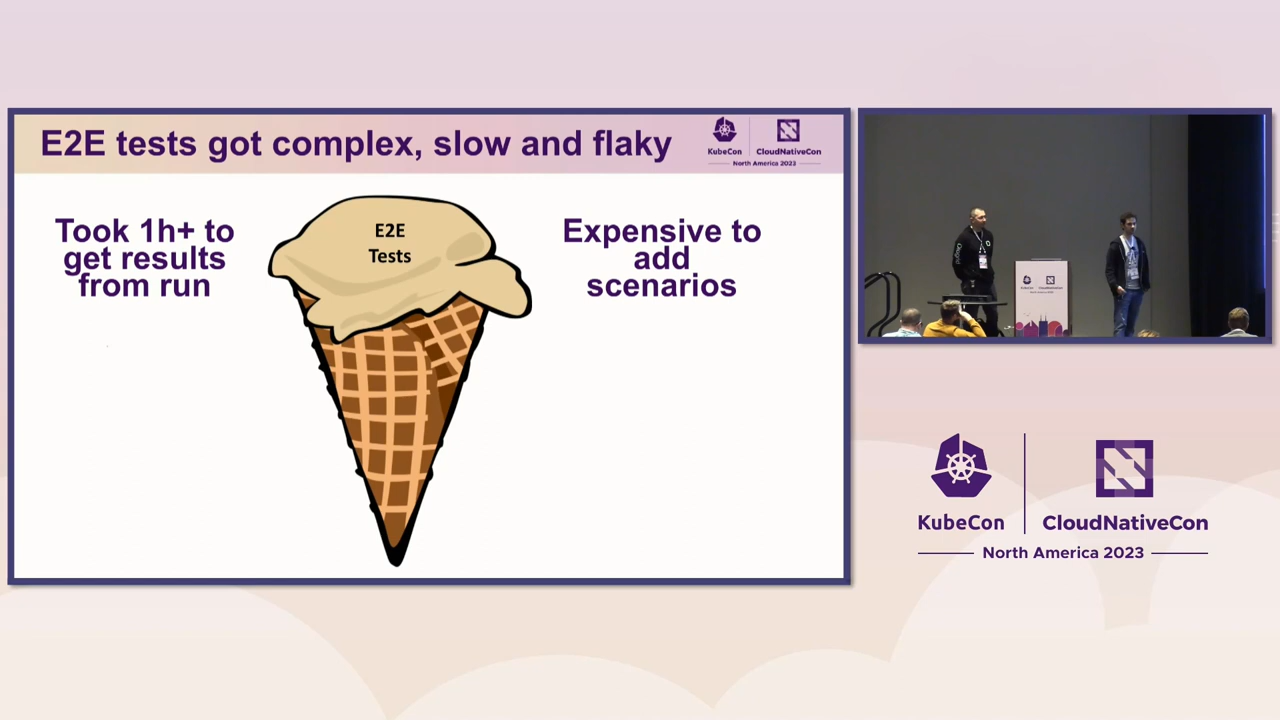 E2E tests got complex, slow and flaky
KubeCon
CloudNativeCon
North America 2023
Took 1h+ to
get results
from run
E2E
Tests
Expensive to
add
scenarios
KubeCon
CloudNativeCon
North America 2023